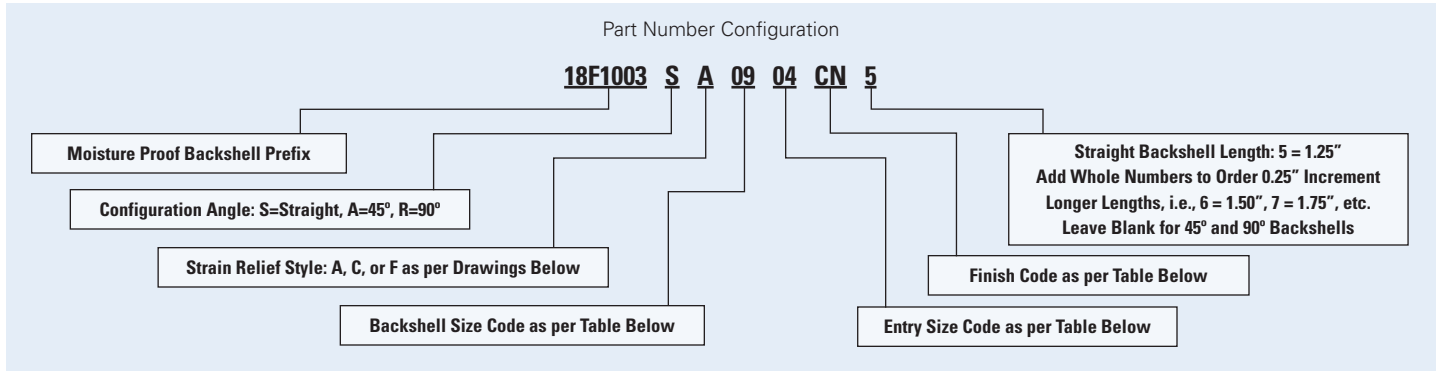 Part Number Configuration
18F1003 S A 09 04 CN 5
Moisture Proof Backshell Prefix
Configuration Angle: S=Straight, A=45º, R=90º
Strain Relief Style: A, C, or F as per Drawings Below
Backshell Size Code as per Table Below
Straight Backshell Length: 5 = 1.25”
Add Whole Numbers to Order 0.25” Increment
Longer Lengths, i.e., 6 = 1.50”, 7 = 1.75”, etc.
Leave Blank for 45º and 90º Backshells
Finish Code as per Table Below
Entry Size Code as per Table Below